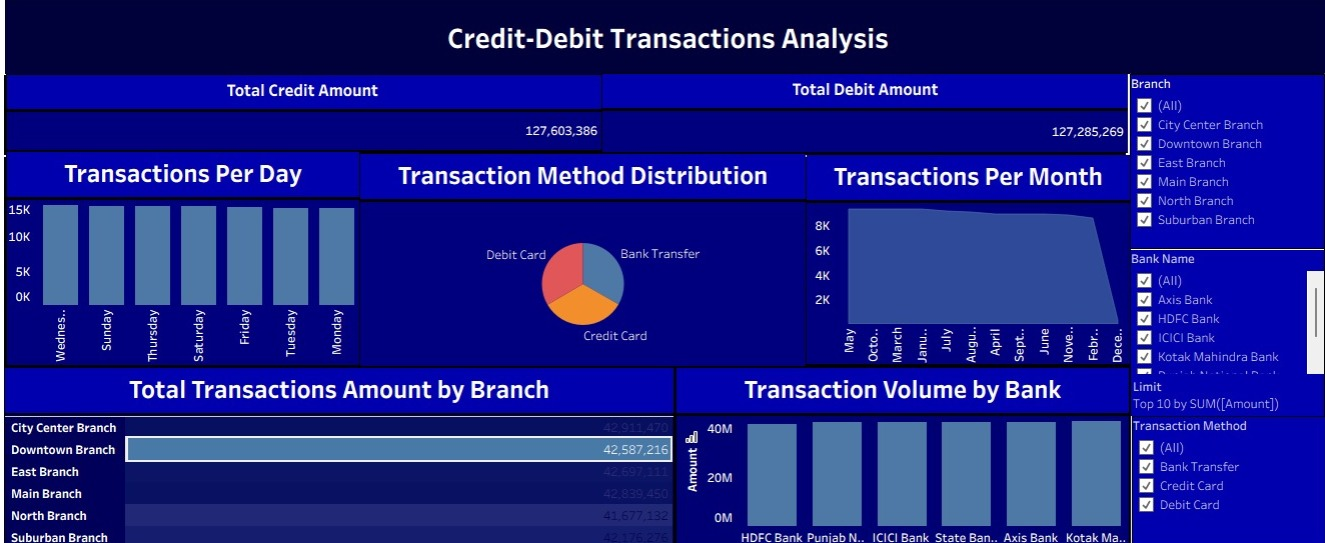 Credit-Debit Transactions Analysis
Total Credit Amount
Total Debit Amount
127,603,386
127,285,269
Transactions Per Day
15K
10K
5K
0K
Wednes..
Sunday
Thursday
Saturday
Friday
Tuesday
Monday
Transaction Method Distribution
Debit Card
Bank Transfer
Credit Card
Transactions Per Month
8K
6K
4K
2K
May
Octo..
March
Janu..
July
Augu..
April
Sept..
June
Nove..
Febr..
Dece..
Total Transactions Amount by Branch
City Center Branch 42,911,470
Downtown Branch 42,587,216
East Branch 42,697,111
Main Branch 42,839,450
North Branch 41,677,132
Suburban Branch 42,176,276
Transaction Volume by Bank
Amount
40M
20M
0M
HDFC Bank
Punjab N..
ICICI Bank
State Ban..
Axis Bank
Kotak Ma..
Branch
(All)
City Center Branch
Downtown Branch
East Branch
Main Branch
North Branch
Suburban Branch
Bank Name
(All)
Axis Bank
HDFC Bank
ICICI Bank
Kotak Mahindra Bank
Limit
Top 10 by SUM([Amount])
Transaction Method
(All)
Bank Transfer
Credit Card
Debit Card